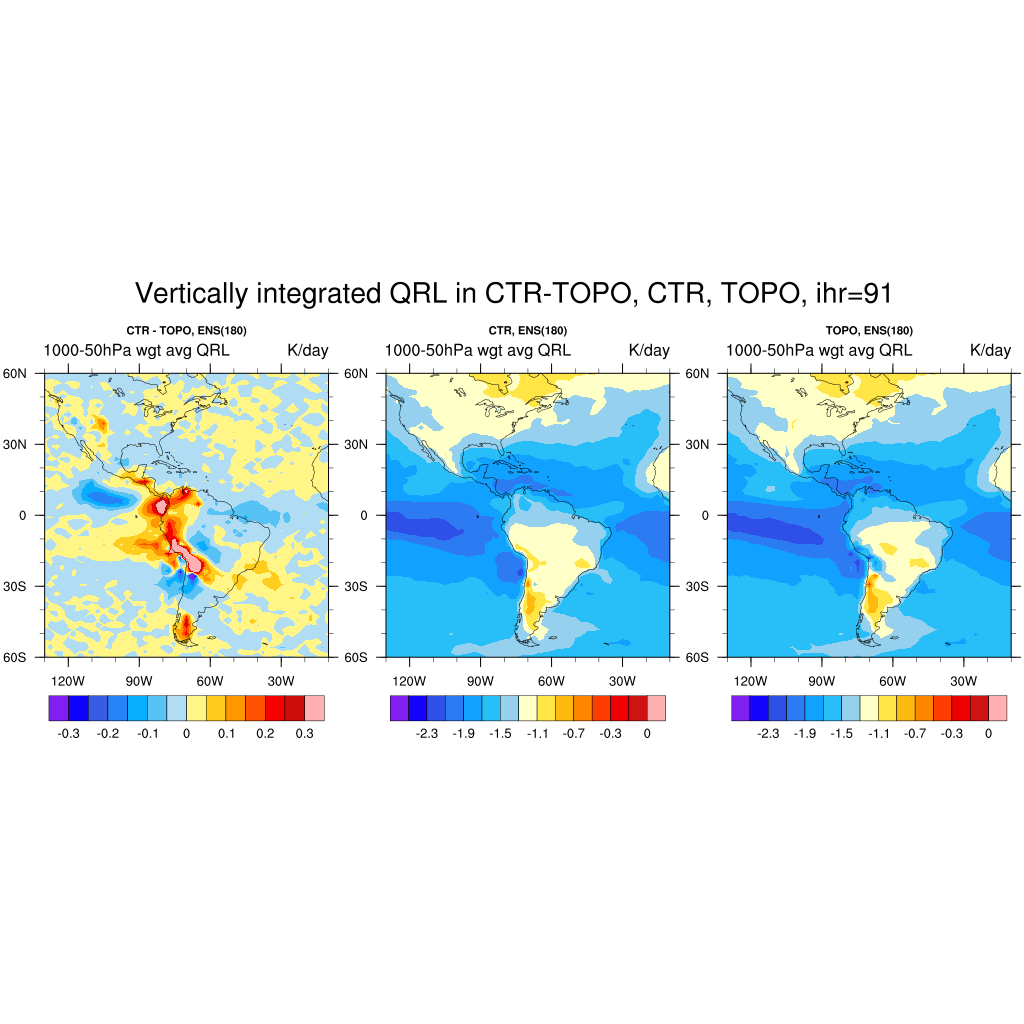 Vertically integrated QRL in CTR-TOPO, CTR, TOPO, ihr=91
CTR - TOPO, ENS(180)
1000-50hPa wgt avg QRL K/day
60N
30N
0
30S
60S
120W 90W 60W 30W
-0.3 -0.2 -0.1 0 0.1 0.2 0.3
CTR, ENS(180)
1000-50hPa wgt avg QRL K/day
60N
30N
0
30S
60S
120W 90W 60W 30W
-2.3 -1.9 -1.5 -1.1 -0.7 -0.3 0
TOPO, ENS(180)
1000-50hPa wgt avg QRL K/day
60N
30N
0
30S
60S
120W 90W 60W 30W
-2.3 -1.9 -1.5 -1.1 -0.7 -0.3 0